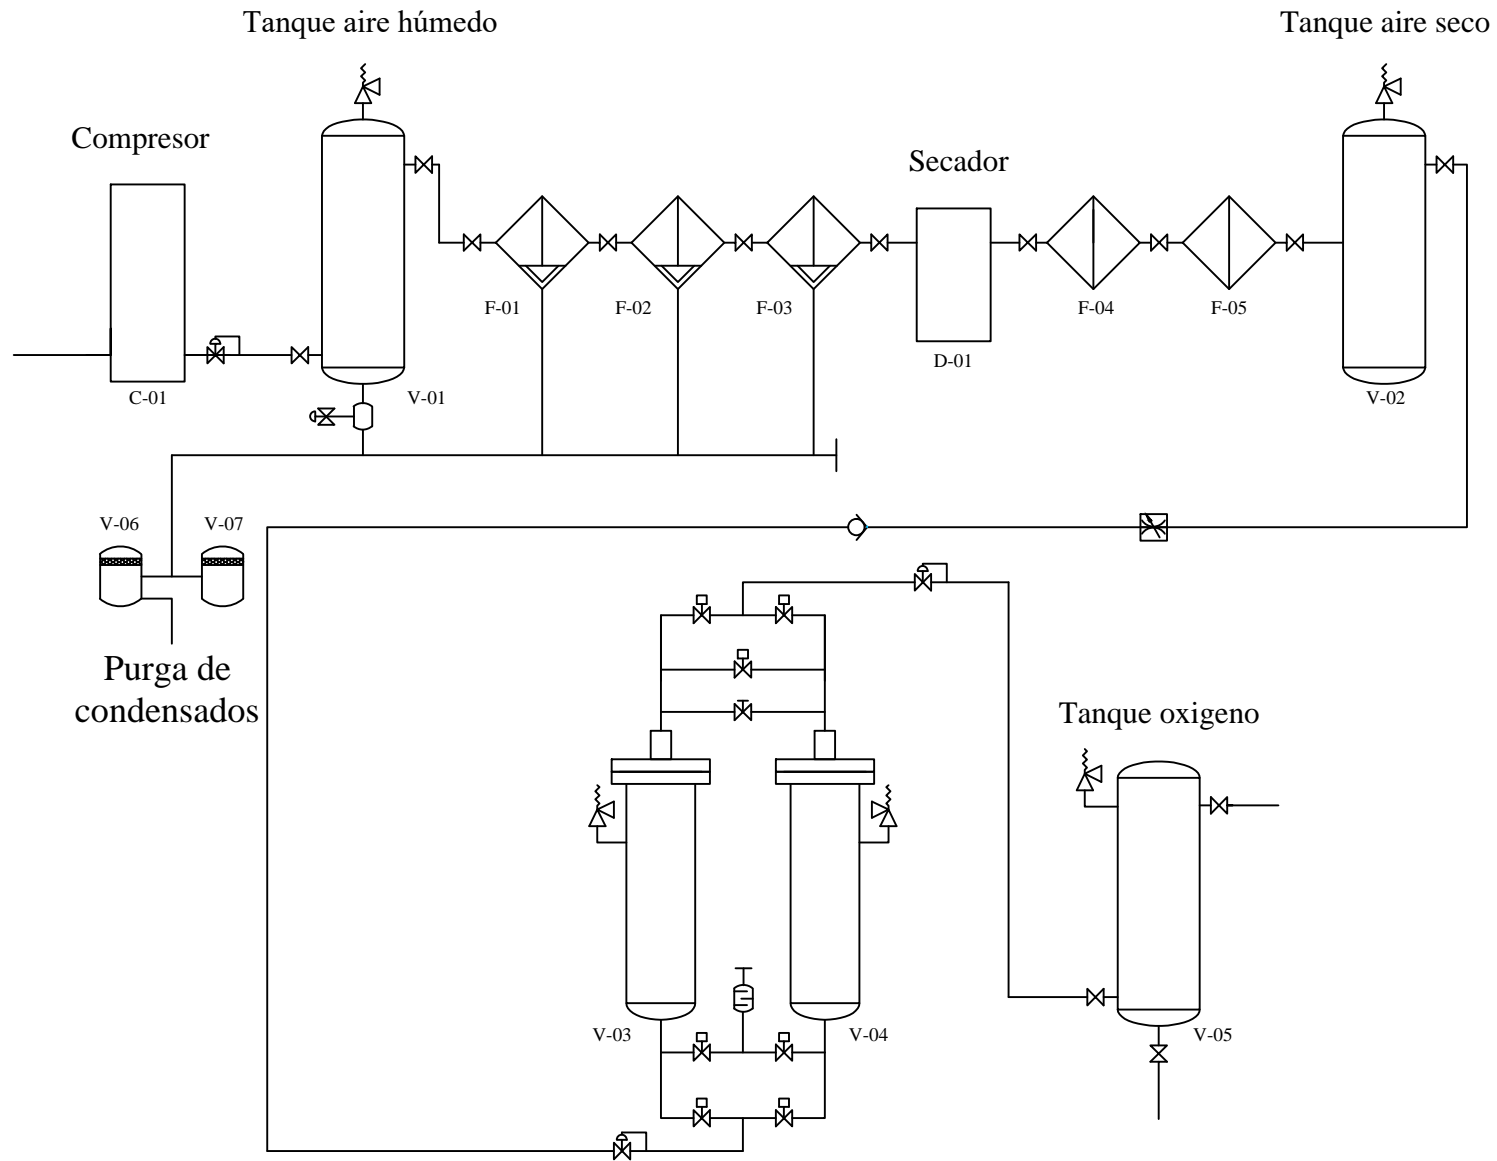 Tanque aire húmedo
Tanque aire seco
Compresor
Secador
F-01
F-02
F-03
F-04
F-05
D-01
C-01
V-01
V-02
V-06
V-07
Purga de
condensados
Tanque oxigeno
V-03
V-04
V-05